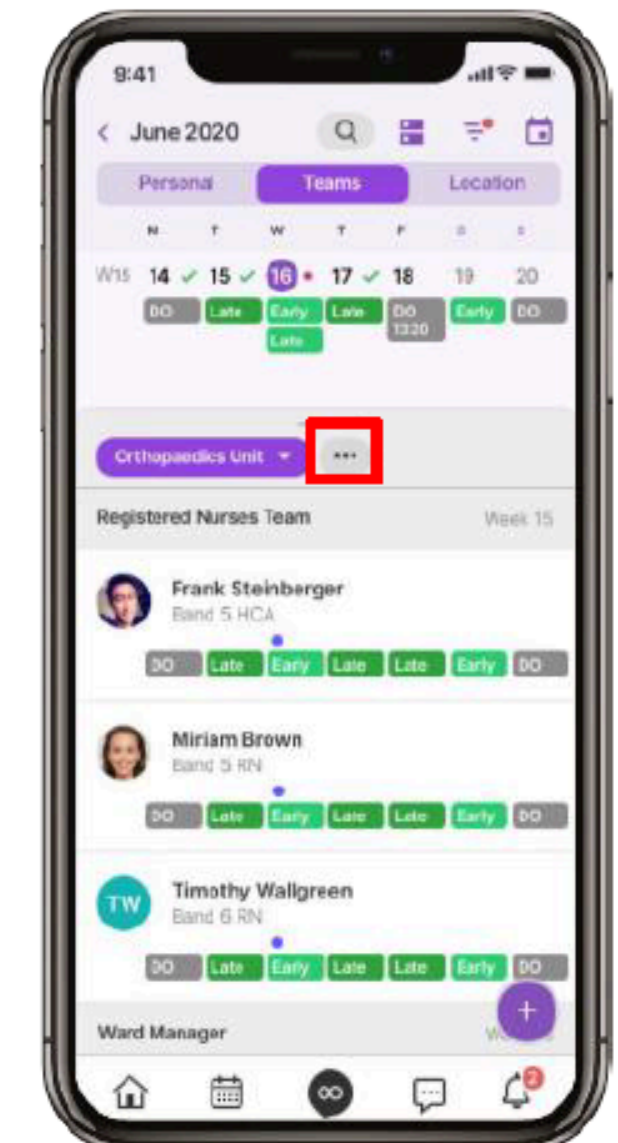 9:41
June 2020
Personal Teams Location
M T W T F S S
W15 14 15 16 17 18 19 20
DO Late Early Late DO 13:20 Early DO
Late
Orthopaedics Unit
Registered Nurses Team Week 15
Frank Steinberger
Band 5 HCA
DO Late Early Late Late Early DO
Miriam Brown
Band 5 RN
DO Late Early Late Late Early DO
TW Timothy Wallgreen
Band 6 RN
DO Late Early Late Late Early DO
+
Ward Manager
2